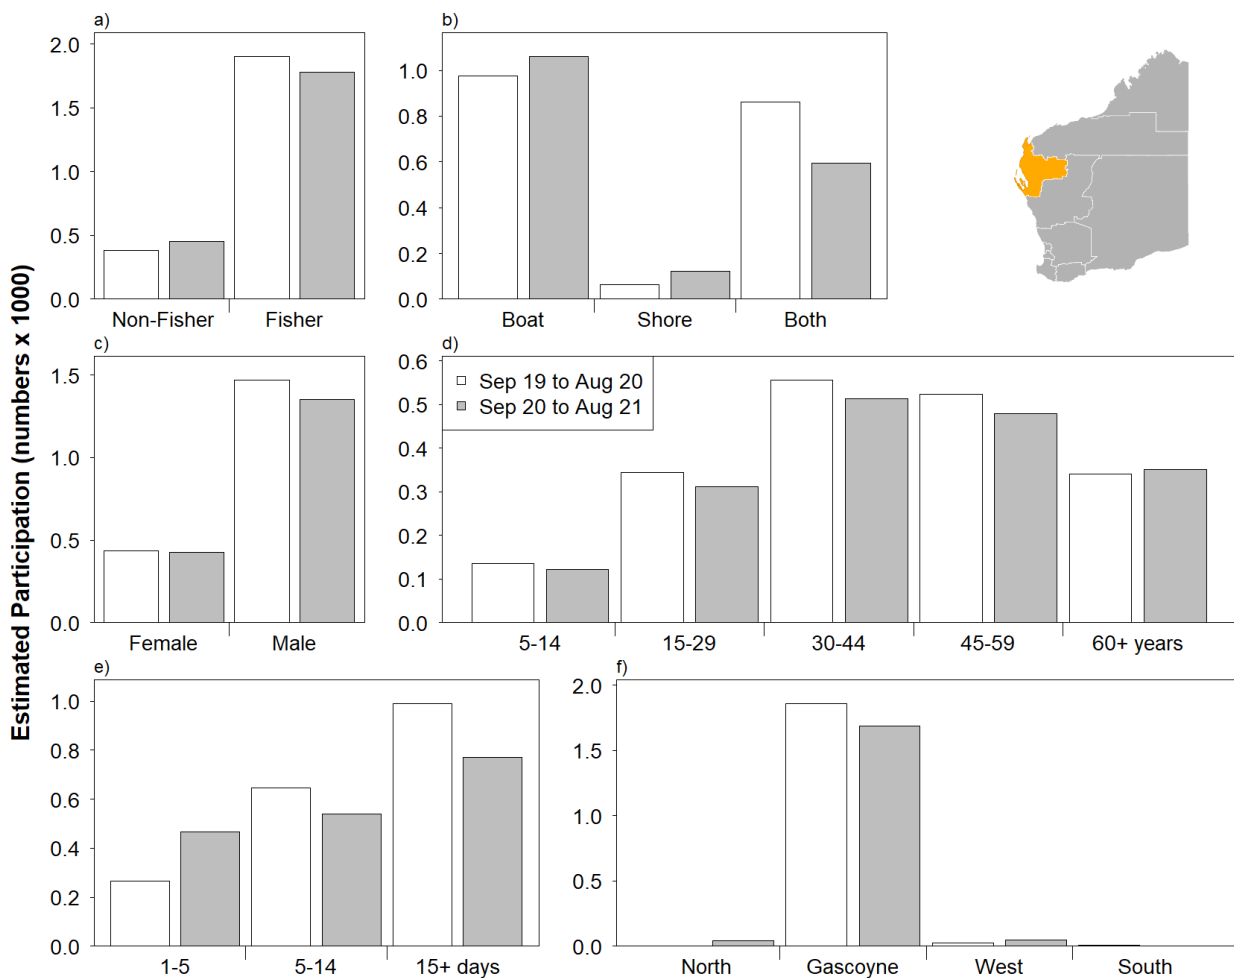 Estimated Participation (numbers x 1000)
a)
2.0
1.5
1.0
0.5
0.0
Non-Fisher Fisher
b)
1.0
0.8
0.6
0.4
0.2
0.0
Boat Shore Both
c)
1.5
1.0
0.5
0.0
Female Male
d)
0.6
0.5
0.4
0.3
0.2
0.1
0.0
Sep 19 to Aug 20
Sep 20 to Aug 21
5-14 15-29 30-44 45-59 60+ years
e)
1.0
0.8
0.6
0.4
0.2
0.0
1-5 5-14 15+ days
f)
2.0
1.5
1.0
0.5
0.0
North Gascoyne West South